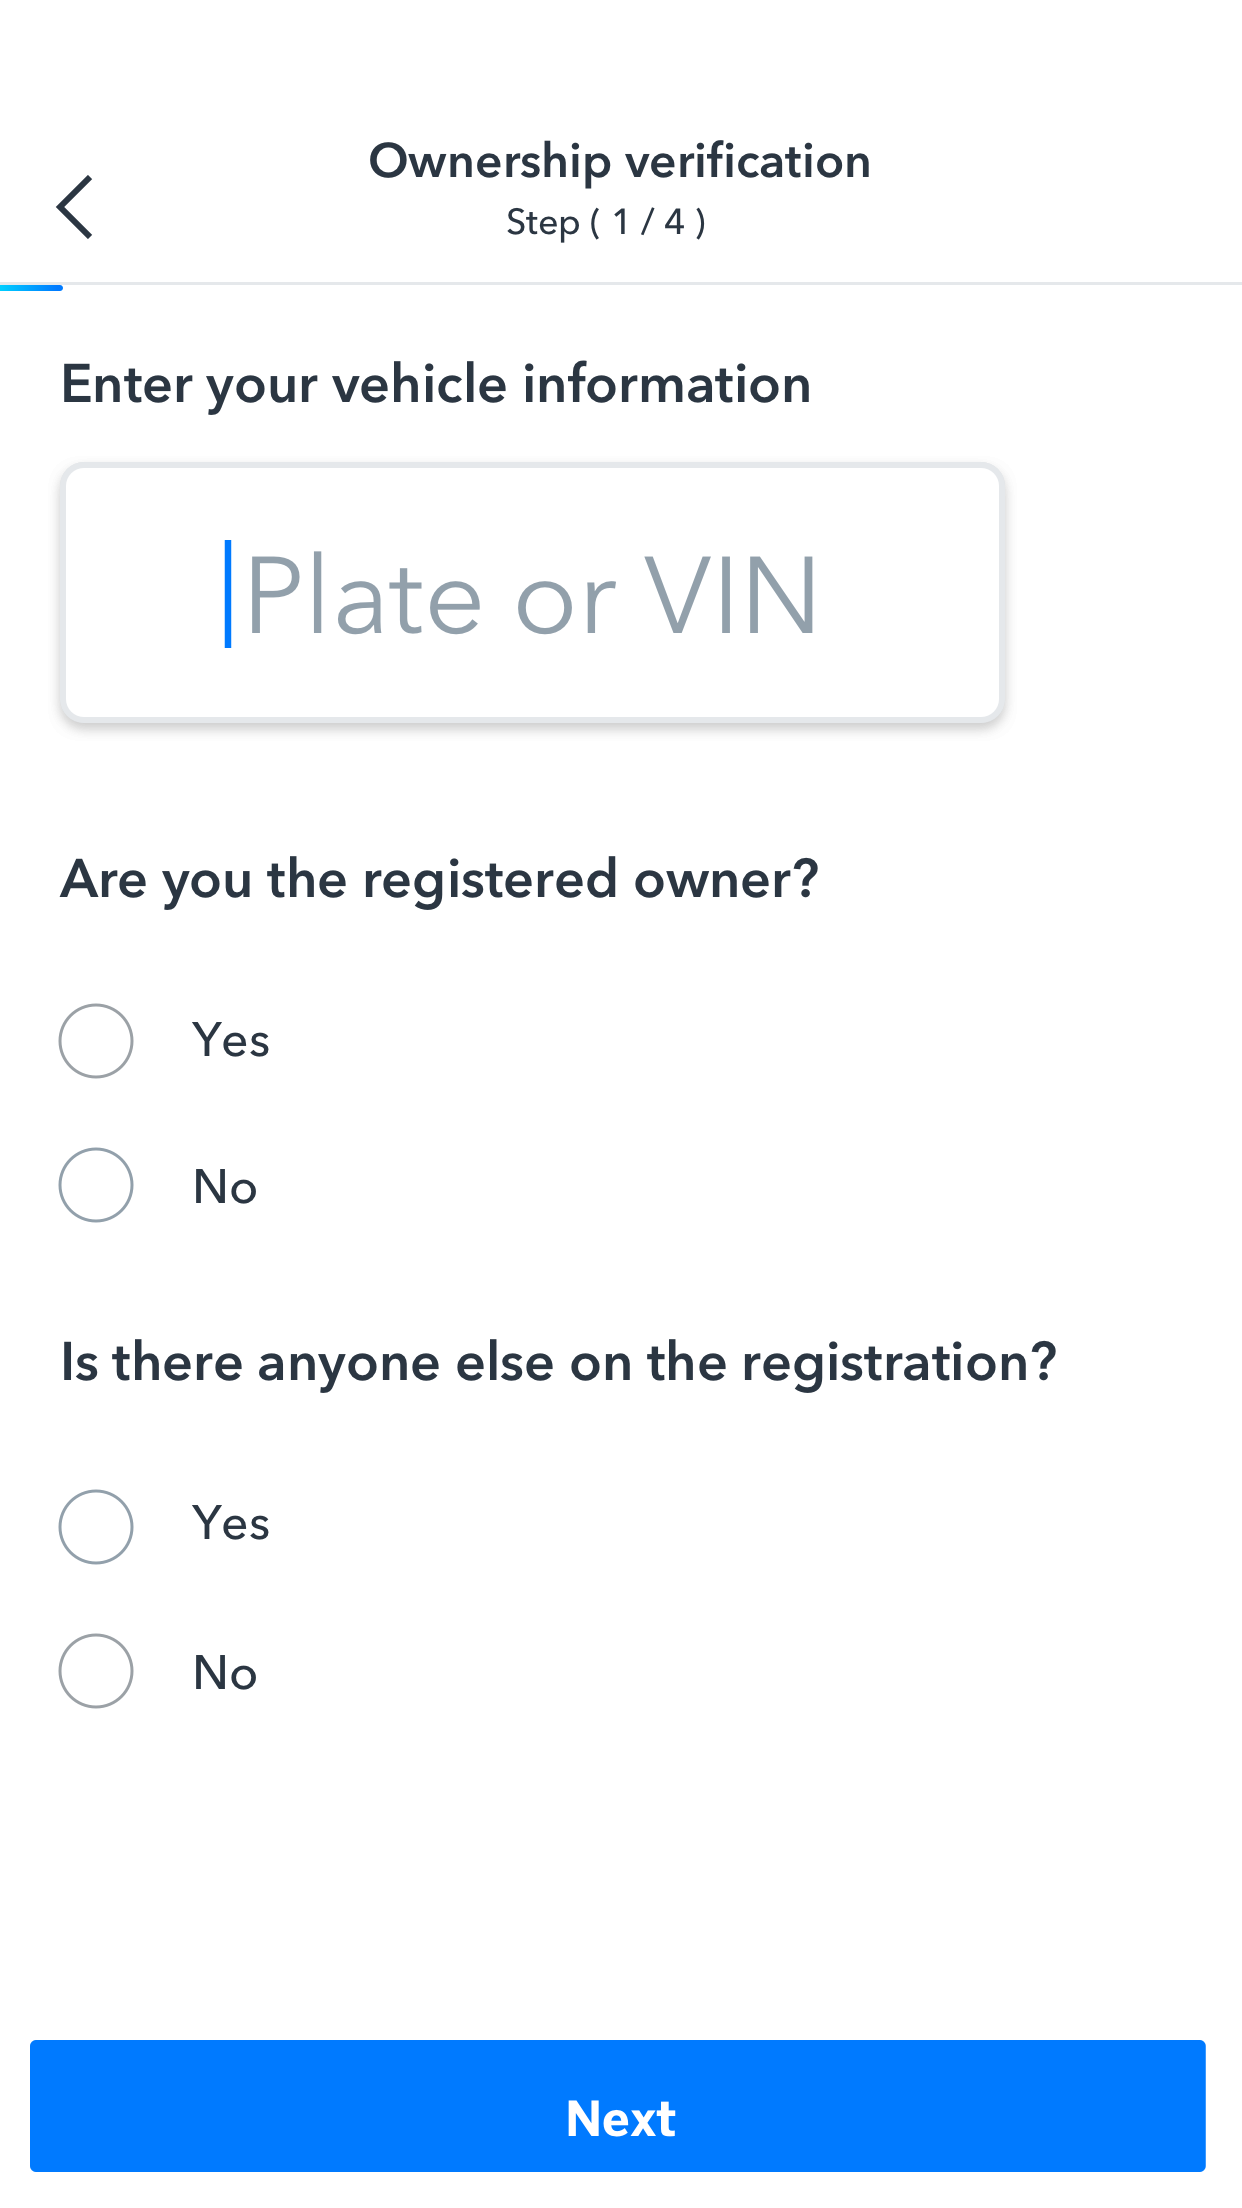 Ownership verification
Step ( 1 / 4 )
Enter your vehicle information
Plate or VIN
Are you the registered owner?
Yes
No
Is there anyone else on the registration?
Yes
No
Next